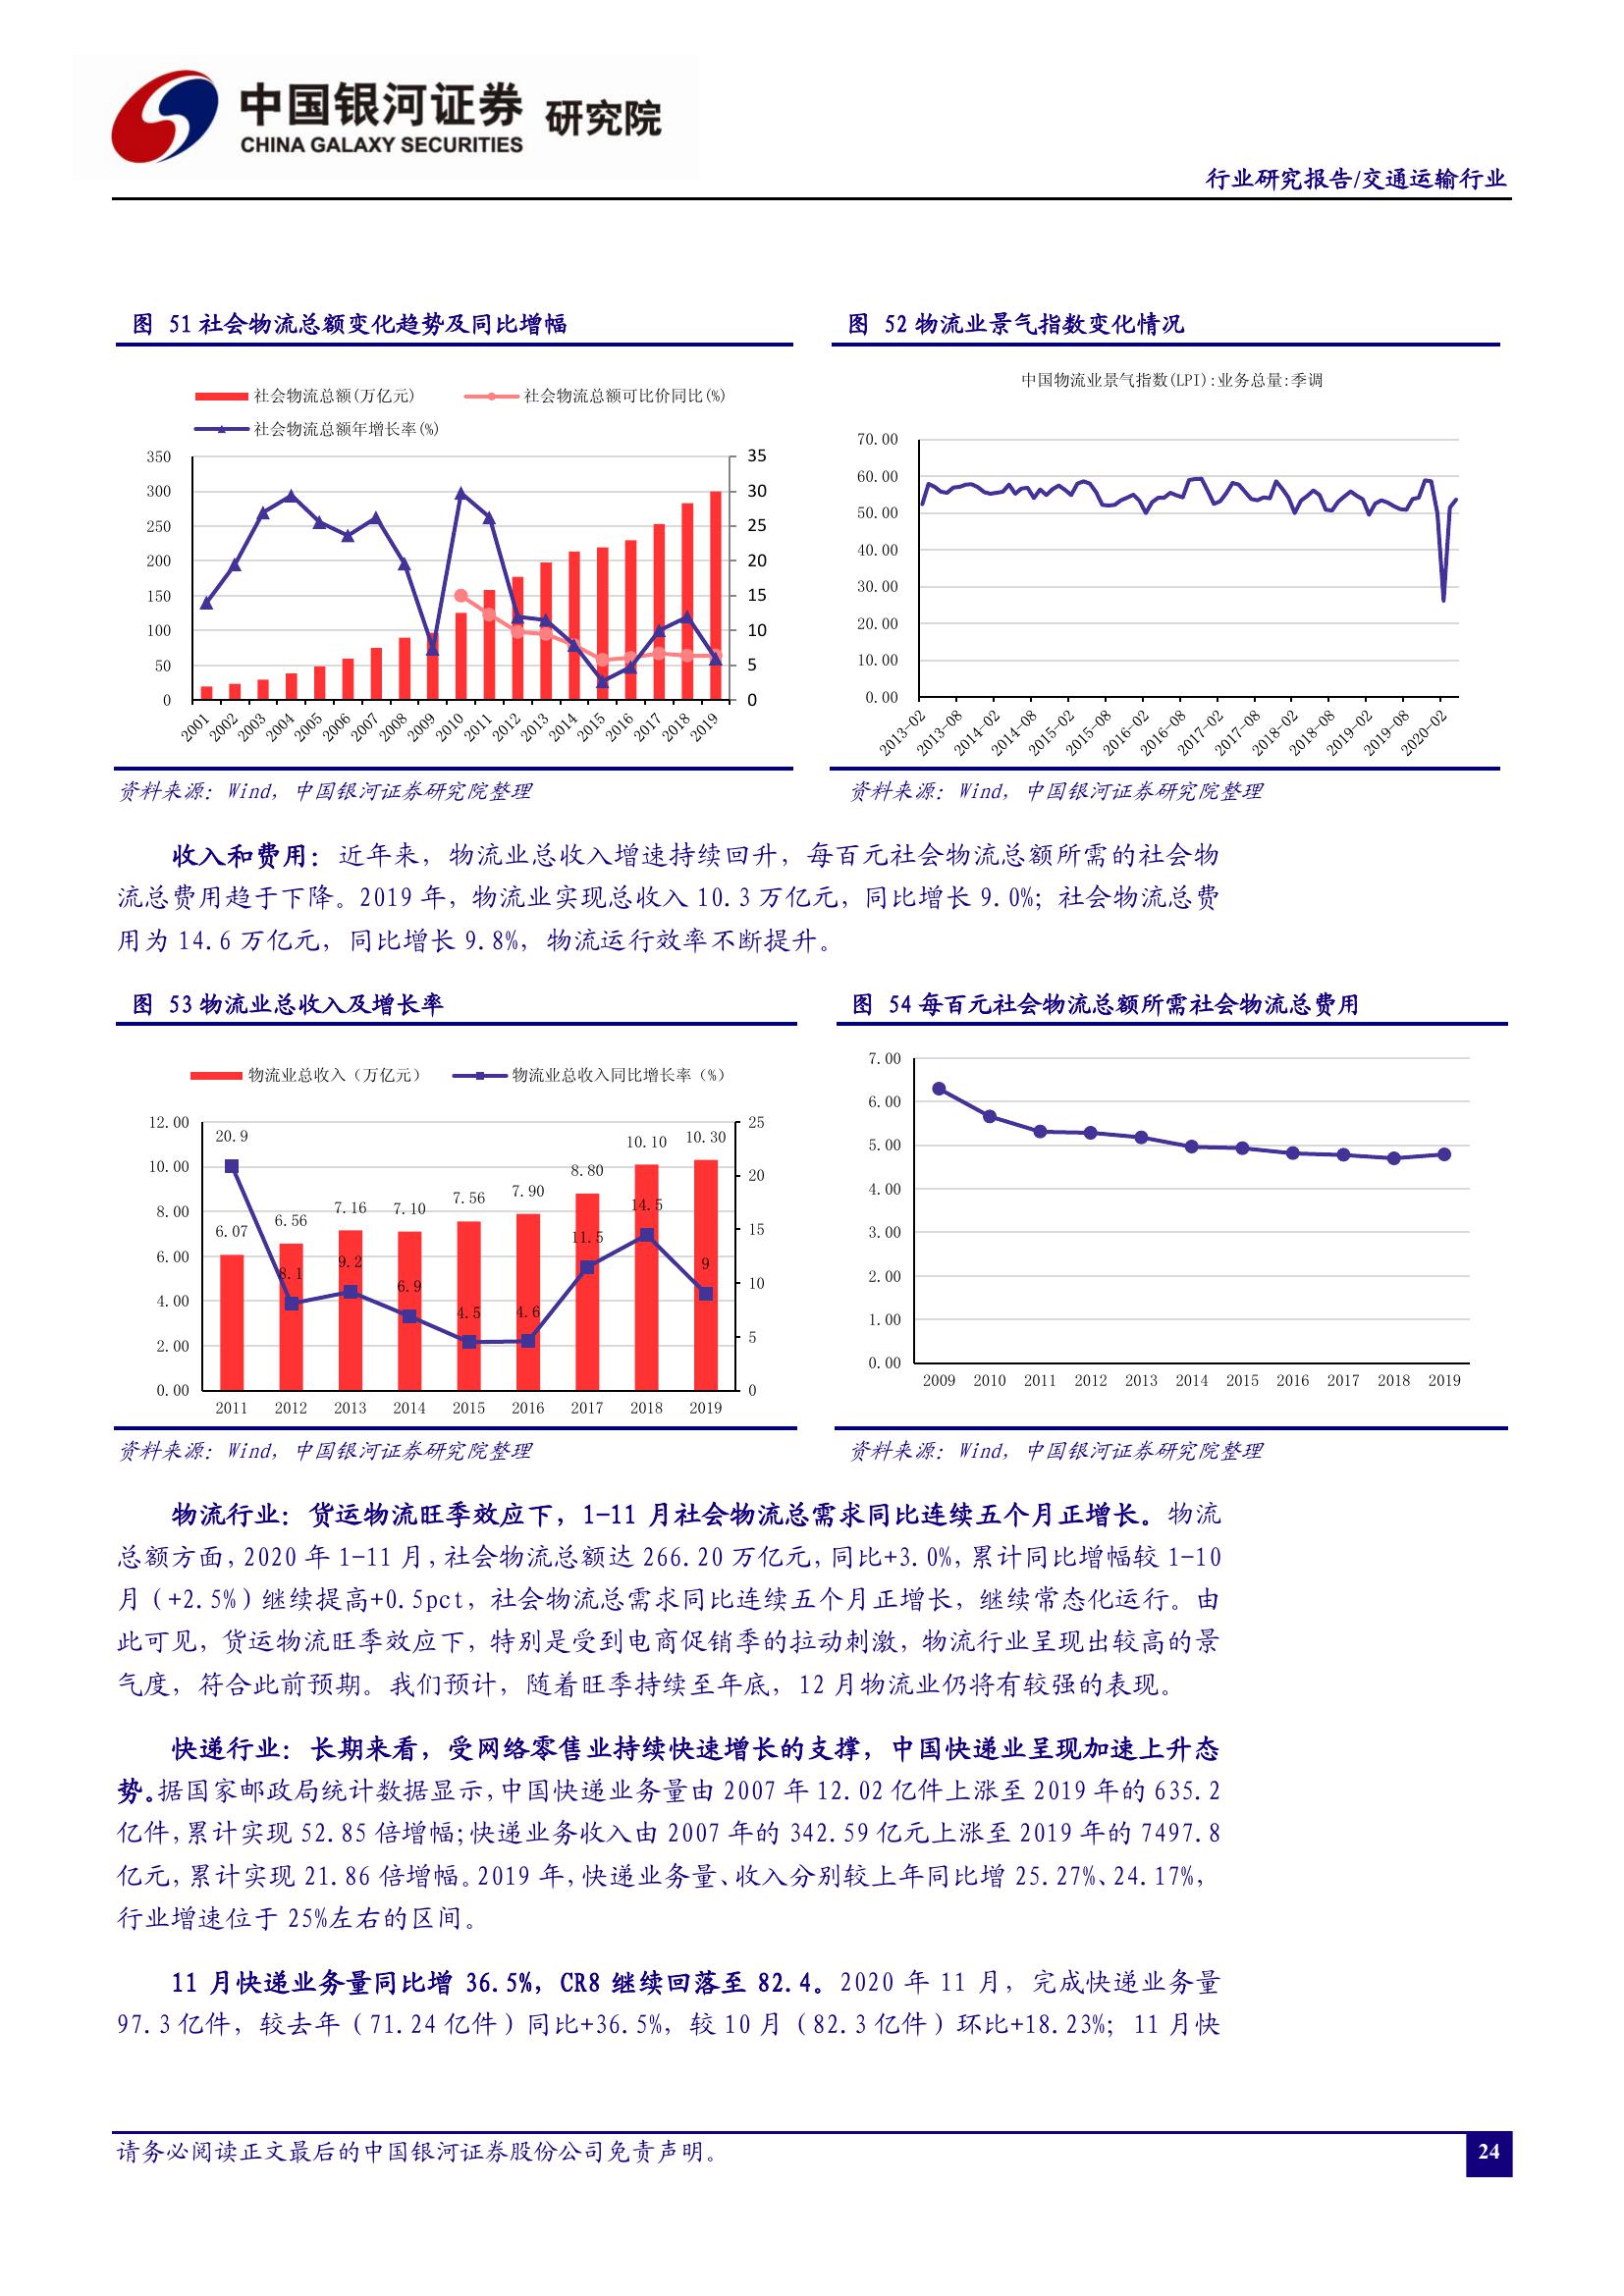 中国银河证券 研究院
CHINA GALAXY SECURITIES
行业研究报告/交通运输行业
图 51 社会物流总额变化趋势及同比增幅
社会物流总额(万亿元)
社会物流总额可比价同比(%)
社会物流总额年增长率(%)
350
300
250
200
150
100
50
0
35
30
25
20
15
10
5
0
2001 2002 2003 2004 2005 2006 2007 2008 2009 2010 2011 2012 2013 2014 2015 2016 2017 2018 2019
资料来源：Wind，中国银河证券研究院整理
图 52 物流业景气指数变化情况
中国物流业景气指数(LPI):业务总量:季调
70.00
60.00
50.00
40.00
30.00
20.00
10.00
0.00
2013-02 2013-08 2014-02 2014-08 2015-02 2015-08 2016-02 2016-08 2017-02 2017-08 2018-02 2018-08 2019-02 2019-08 2020-02
资料来源：Wind，中国银河证券研究院整理
收入和费用：近年来，物流业总收入增速持续回升，每百元社会物流总额所需的社会物
流总费用趋于下降。2019 年，物流业实现总收入 10.3 万亿元，同比增长 9.0%；社会物流总费
用为 14.6 万亿元，同比增长 9.8%，物流运行效率不断提升。
图 53 物流业总收入及增长率
物流业总收入（万亿元）
物流业总收入同比增长率（%）
12.00
10.00
8.00
6.00
4.00
2.00
0.00
25
20
15
10
5
0
6.07 6.56 7.16 7.10 7.56 7.90 8.80 10.10 10.30
20.9 8.1 9.2 6.9 4.5 4.6 11.5 14.5 9
2011 2012 2013 2014 2015 2016 2017 2018 2019
资料来源：Wind，中国银河证券研究院整理
图 54 每百元社会物流总额所需社会物流总费用
7.00
6.00
5.00
4.00
3.00
2.00
1.00
0.00
2009 2010 2011 2012 2013 2014 2015 2016 2017 2018 2019
资料来源：Wind，中国银河证券研究院整理
物流行业：货运物流旺季效应下，1-11 月社会物流总需求同比连续五个月正增长。物流
总额方面，2020 年 1-11 月，社会物流总额达 266.20 万亿元，同比+3.0%，累计同比增幅较 1-10
月（+2.5%）继续提高+0.5pct，社会物流总需求同比连续五个月正增长，继续常态化运行。由
此可见，货运物流旺季效应下，特别是受到电商促销季的拉动刺激，物流行业呈现出较高的景
气度，符合此前预期。我们预计，随着旺季持续至年底，12 月物流业仍将有较强的表现。
快递行业：长期来看，受网络零售业持续快速增长的支撑，中国快递业呈现加速上升态
势。据国家邮政局统计数据显示，中国快递业务量由 2007 年 12.02 亿件上涨至 2019 年的 635.2
亿件，累计实现 52.85 倍增幅；快递业务收入由 2007 年的 342.59 亿元上涨至 2019 年的 7497.8
亿元，累计实现 21.86 倍增幅。2019 年，快递业务量、收入分别较上年同比增 25.27%、24.17%，
行业增速位于 25%左右的区间。
11 月快递业务量同比增 36.5%，CR8 继续回落至 82.4。2020 年 11 月，完成快递业务量
97.3 亿件，较去年（71.24 亿件）同比+36.5%，较 10 月（82.3 亿件）环比+18.23%；11 月快
请务必阅读正文最后的中国银河证券股份公司免责声明。
24